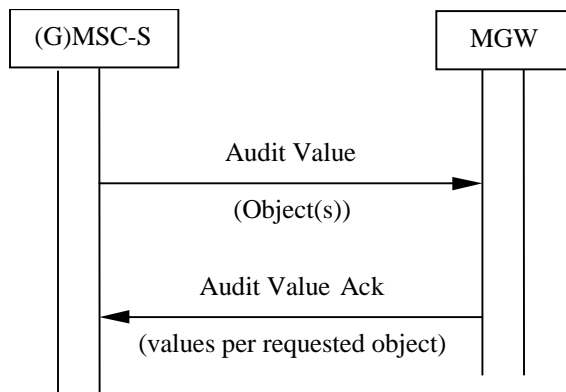 (G)MSC-S
MGW
Audit Value
(Object(s))
Audit Value Ack
(values per requested object)